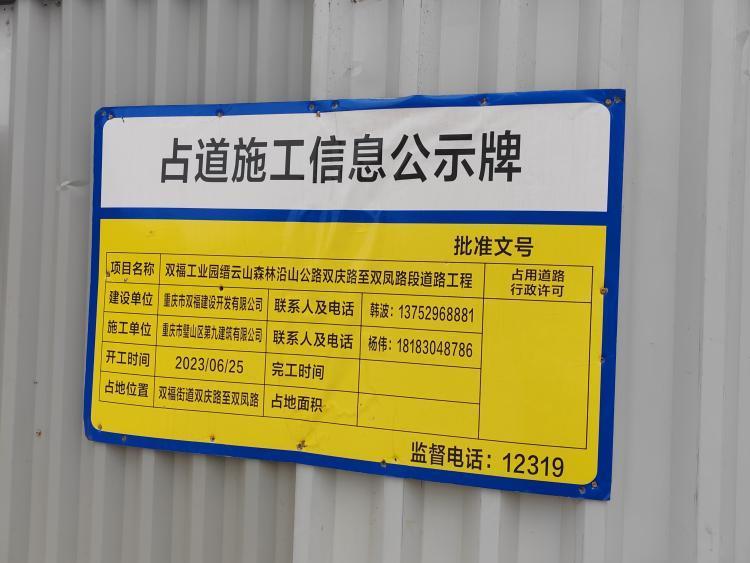 占道施工信息公示牌
批准文号
项目名称 双福工业园缙云山森林沿山公路双庆路至双凤路段道路工程 占用道路
行政许可
建设单位 重庆市双福建设开发有限公司 联系人及电话 韩波：13752968881
施工单位 重庆市璧山区第九建筑有限公司 联系人及电话 杨伟：18183048786
开工时间 2023/06/25 完工时间
占地位置 双福街道双庆路至双凤路 占地面积
监督电话：12319